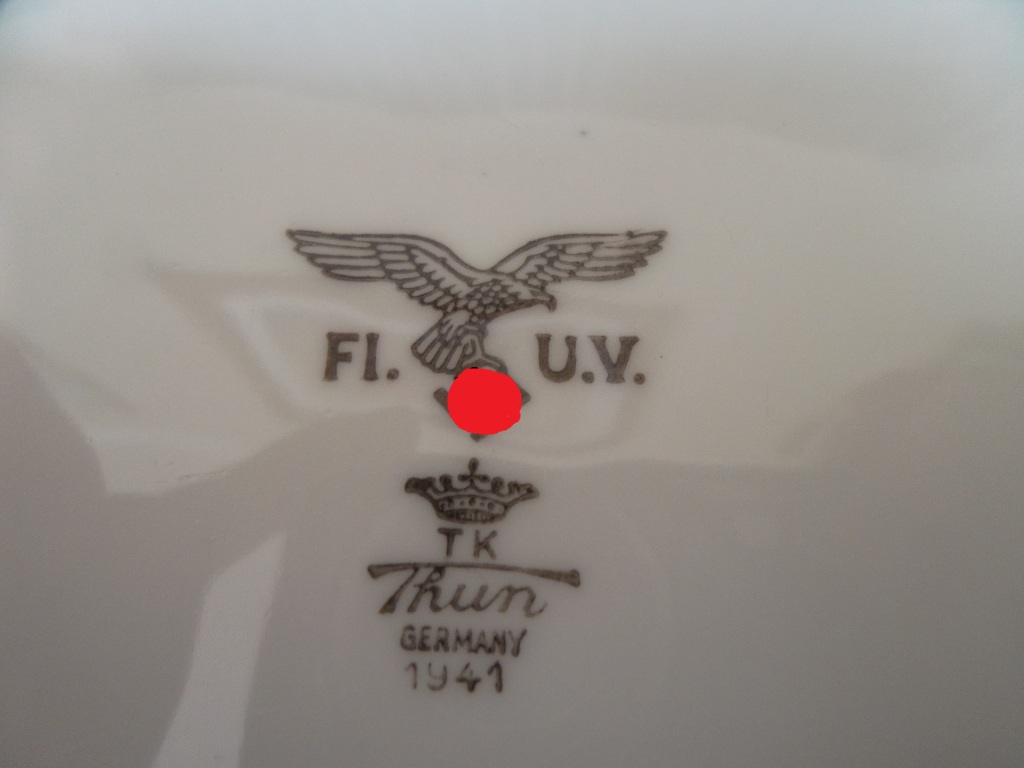 Fl. U.V.
TK
Thun
GERMANY
1941